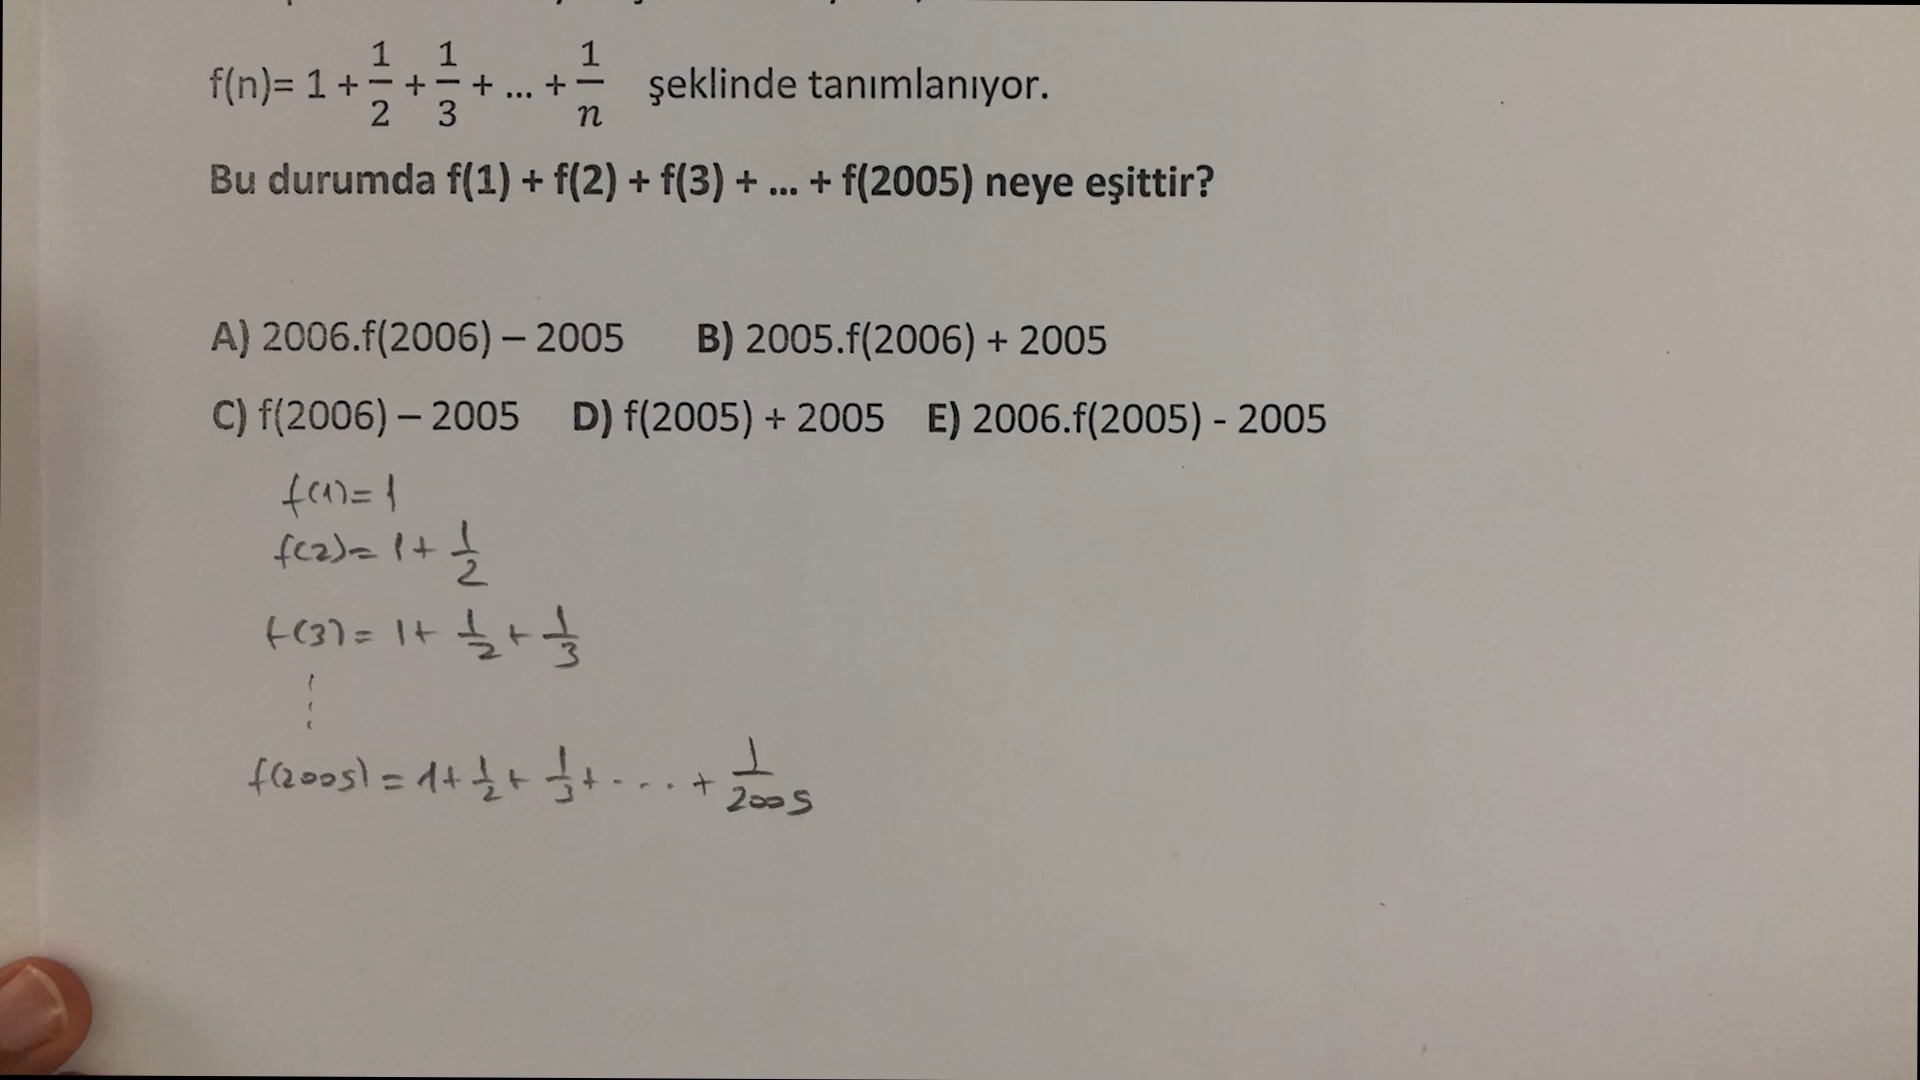 f(n)= 1 + 1/2 + 1/3 + ... + 1/n şeklinde tanımlanıyor.
Bu durumda f(1) + f(2) + f(3) + ... + f(2005) neye eşittir?
A) 2006.f(2006) – 2005 B) 2005.f(2006) + 2005
C) f(2006) – 2005 D) f(2005) + 2005 E) 2006.f(2005) - 2005
f(1)= 1
f(2)= 1+ 1/2
f(3)= 1+ 1/2 + 1/3
f(2005) = 1+ 1/2 + 1/3 + .... + 1/2005